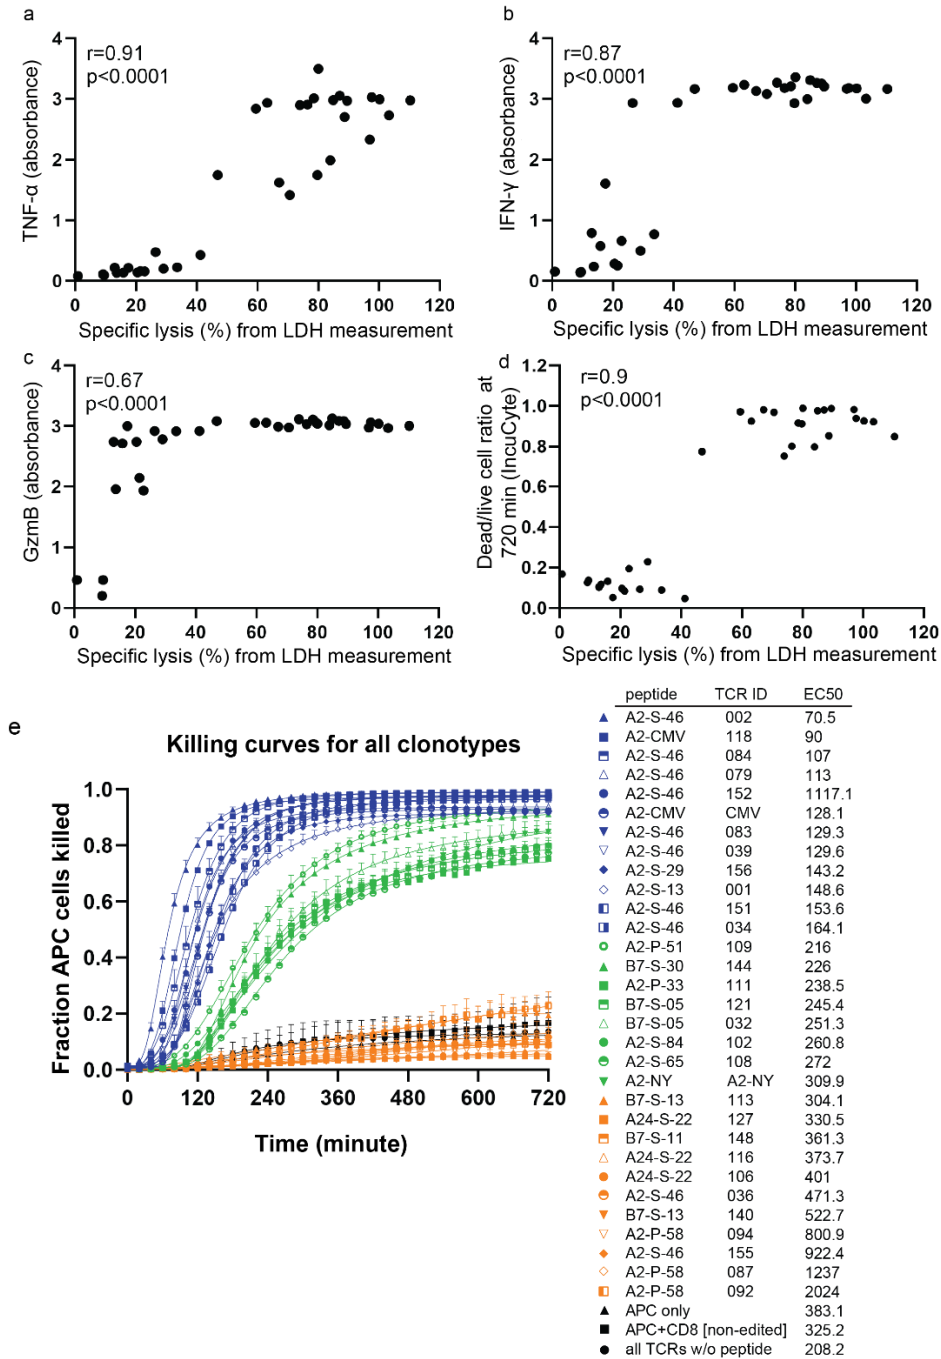 a
r=0.91
p<0.0001
4
3
2
1
0
TNF-α (absorbance)
0 20 40 60 80 100 120
Specific lysis (%) from LDH measurement
b
r=0.87
p<0.0001
4
3
2
1
0
IFN-γ (absorbance)
0 20 40 60 80 100 120
Specific lysis (%) from LDH measurement
c
r=0.67
p<0.0001
4
3
2
1
0
GzmB (absorbance)
0 20 40 60 80 100 120
Specific lysis (%) from LDH measurement
d
r=0.9
p<0.0001
1.2
1.0
0.8
0.6
0.4
0.2
0.0
Dead/live cell ratio at
720 min (IncuCyte)
0 20 40 60 80 100 120
Specific lysis (%) from LDH measurement
e
Killing curves for all clonotypes
1.0
0.8
0.6
0.4
0.2
0.0
Fraction APC cells killed
0 120 240 360 480 600 720
Time (minute)
peptide TCR ID EC50
A2-S-46 002 70.5
A2-CMV 118 90
A2-S-46 084 107
A2-S-46 079 113
A2-S-46 152 1117.1
A2-CMV CMV 128.1
A2-S-46 083 129.3
A2-S-46 039 129.6
A2-S-29 156 143.2
A2-S-13 001 148.6
A2-S-46 151 153.6
A2-S-46 034 164.1
A2-P-51 109 216
B7-S-30 144 226
A2-P-33 111 238.5
B7-S-05 121 245.4
B7-S-05 032 251.3
A2-S-84 102 260.8
A2-S-65 108 272
A2-NY A2-NY 309.9
B7-S-13 113 304.1
A24-S-22 127 330.5
B7-S-11 148 361.3
A24-S-22 116 373.7
A24-S-22 106 401
A2-S-46 036 471.3
B7-S-13 140 522.7
A2-P-58 094 800.9
A2-S-46 155 922.4
A2-P-58 087 1237
A2-P-58 092 2024
APC only 383.1
APC+CD8 [non-edited] 325.2
all TCRs w/o peptide 208.2